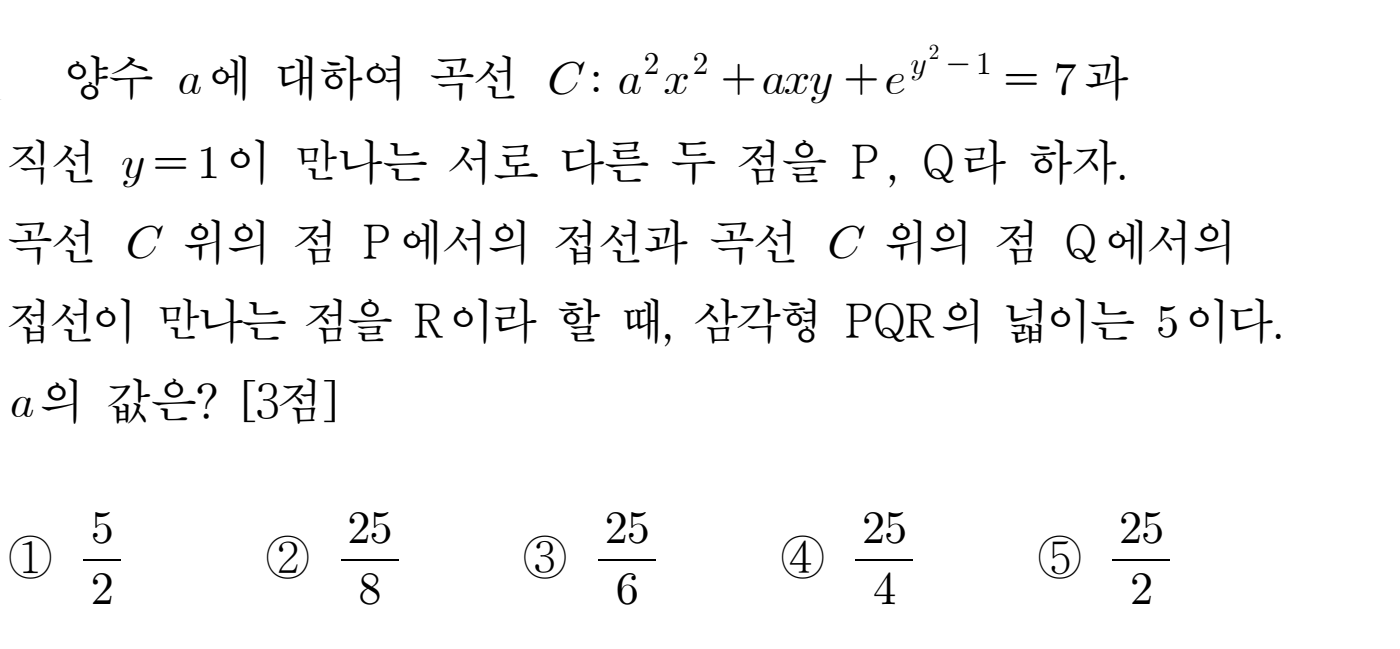 양수 a에 대하여 곡선 C: a²x²+axy+e^{y²-1}=7과
직선 y=1이 만나는 서로 다른 두 점을 P, Q라 하자.
곡선 C 위의 점 P에서의 접선과 곡선 C 위의 점 Q에서의
접선이 만나는 점을 R이라 할 때, 삼각형 PQR의 넓이는 5이다.
a의 값은? [3점]
① 5/2 ② 25/8 ③ 25/6 ④ 25/4 ⑤ 25/2